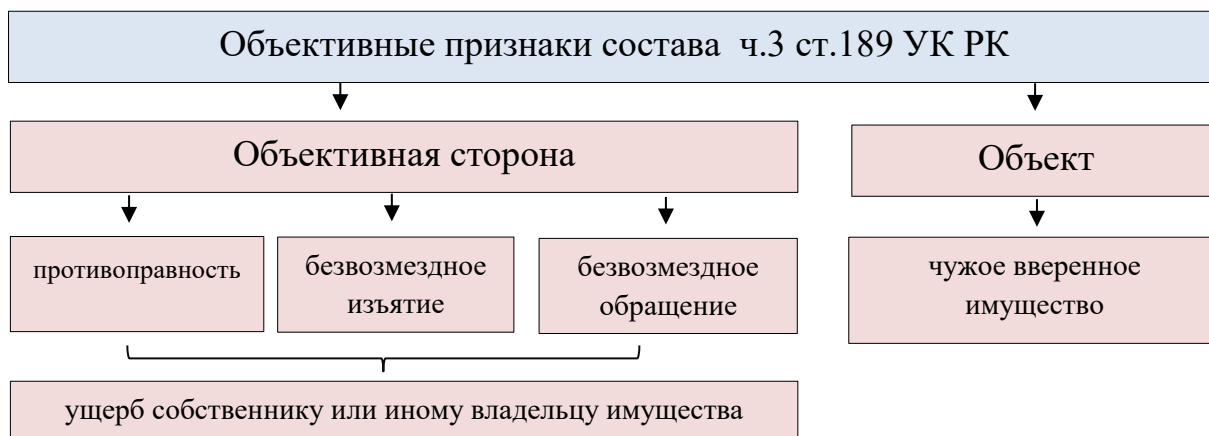 Объективные признаки состава ч.3 ст.189 УК РК
Объективная сторона
Объект
противоправность
безвозмездное
изъятие
безвозмездное
обращение
чужое вверенное
имущество
ущерб собственнику или иному владельцу имущества